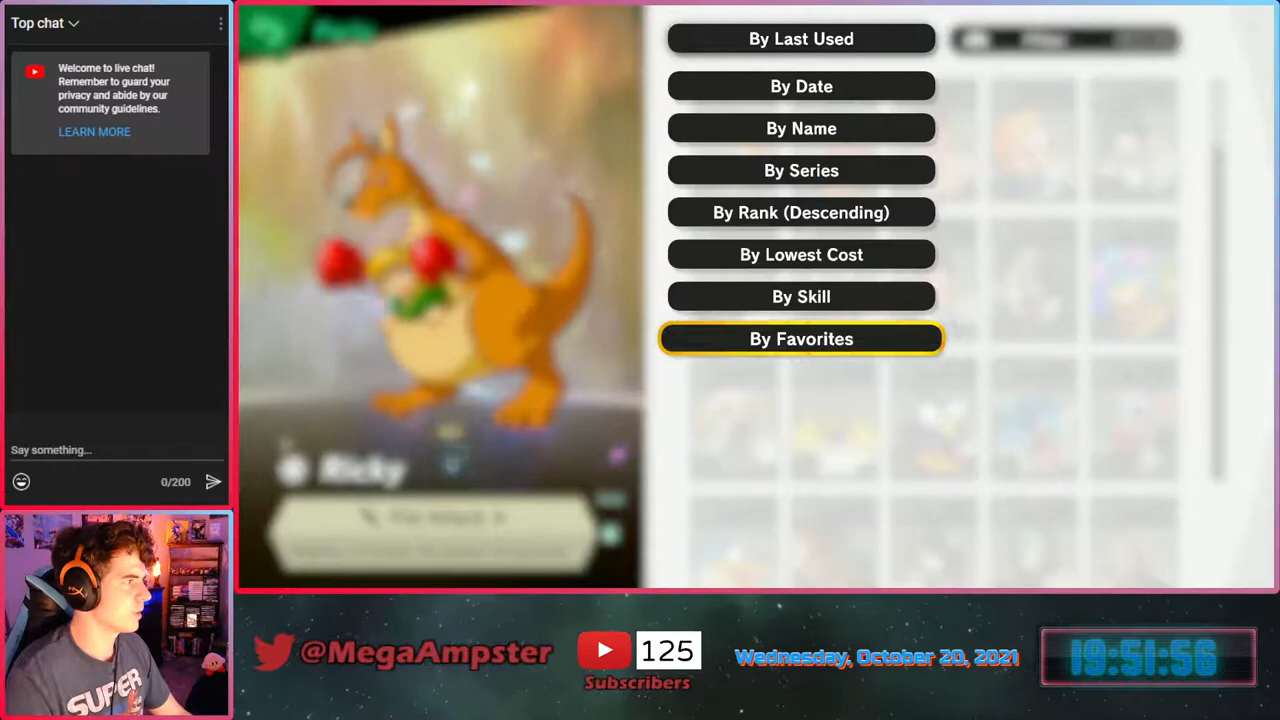 Top chat
Welcome to live chat!
Remember to guard your
privacy and abide by our
community guidelines.
LEARN MORE
Say something...
0/200
By Last Used
By Date
By Name
By Series
By Rank (Descending)
By Lowest Cost
By Skill
By Favorites
Ricky
SUPER
@MegaAmpster
125
Subscribers
Wednesday, October 20, 2021
19:51:56